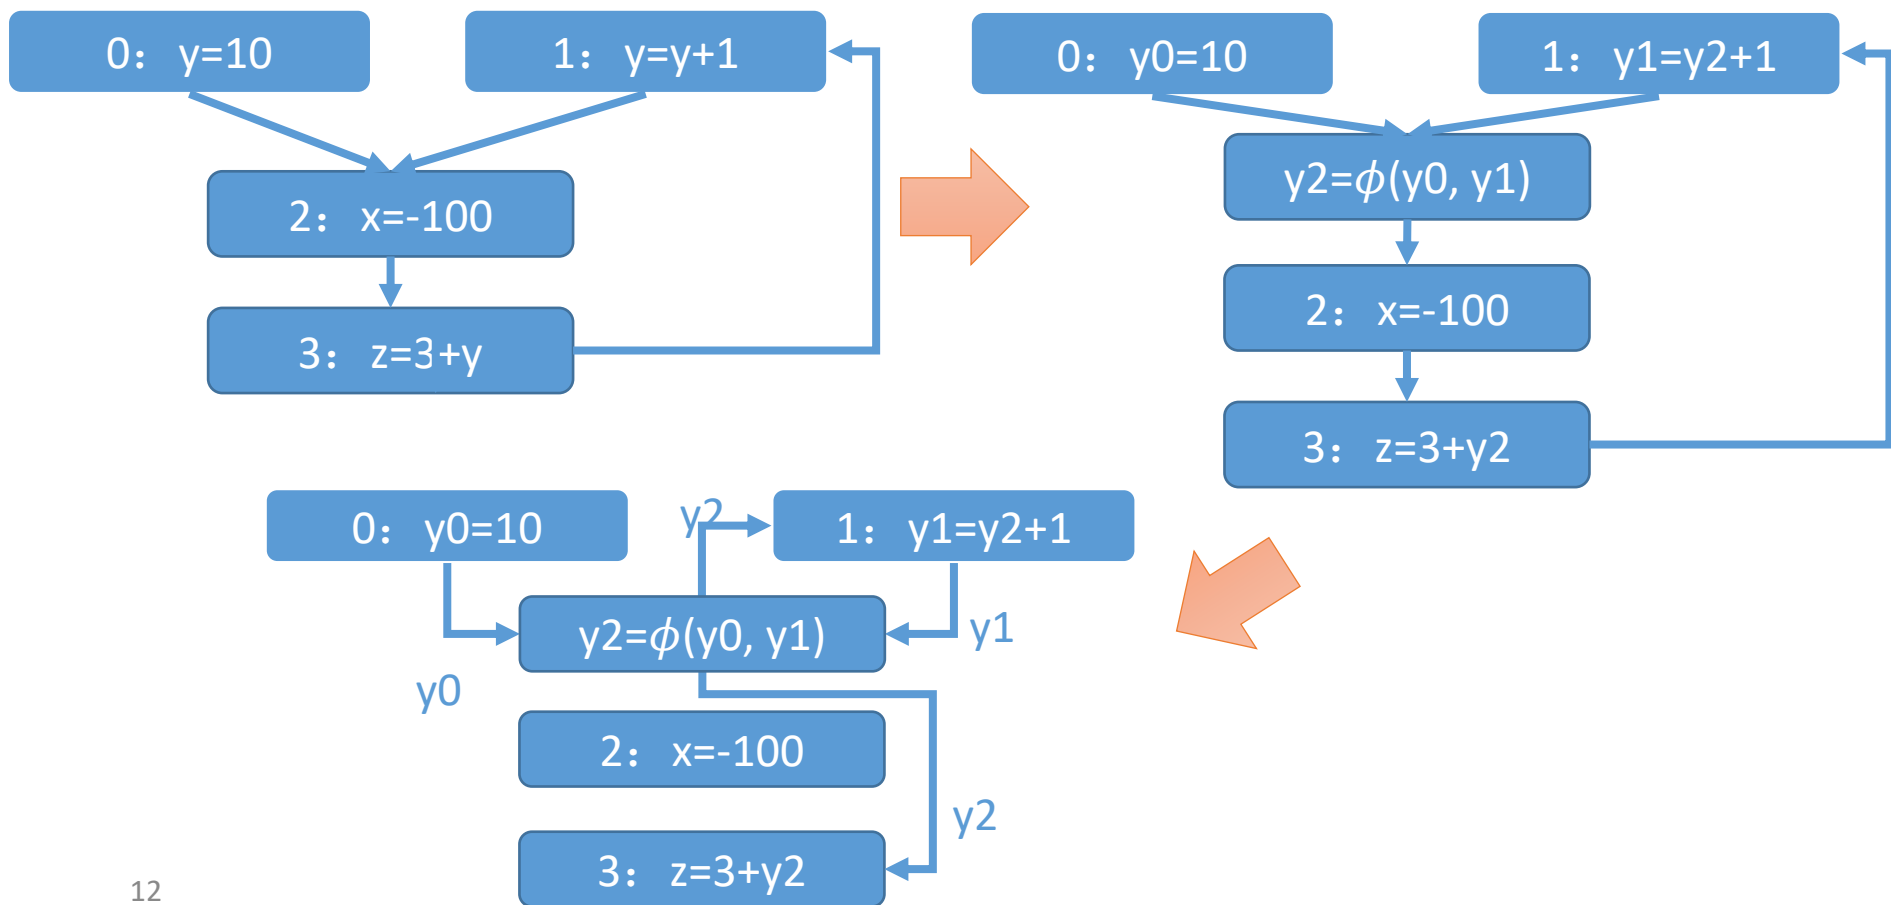 0： y=10
1： y=y+1
2： x=-100
3： z=3+y
0： y0=10
1： y1=y2+1
y2=ϕ(y0, y1)
2： x=-100
3： z=3+y2
0： y0=10
y2
1： y1=y2+1
y2=ϕ(y0, y1)
y1
y0
2： x=-100
y2
3： z=3+y2
12